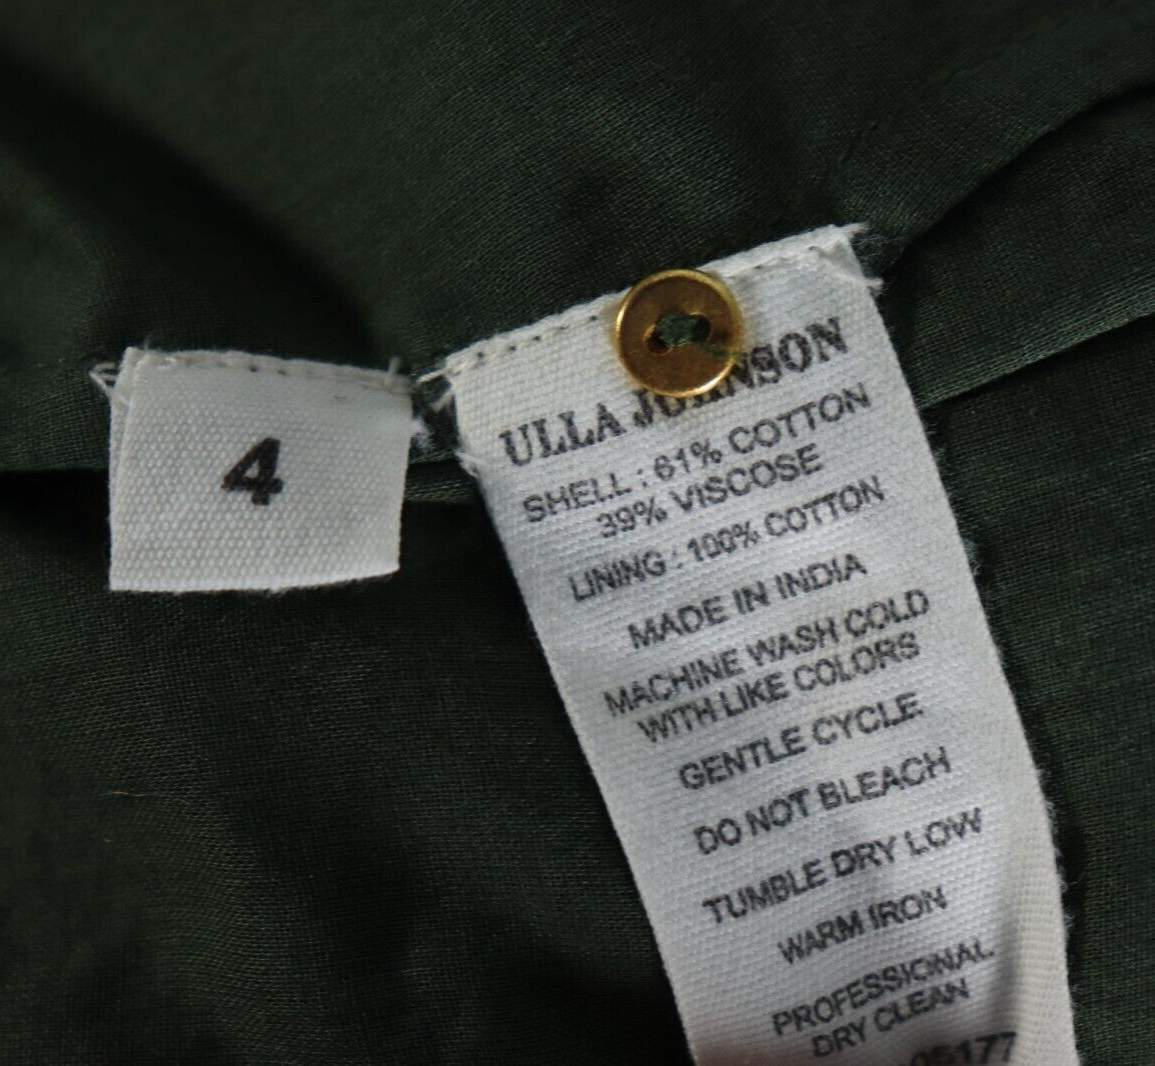 4
ULLA JOHNSON
SHELL : 61% COTTON
39% VISCOSE
LINING : 100% COTTON
MADE IN INDIA
MACHINE WASH COLD
WITH LIKE COLORS
GENTLE CYCLE
DO NOT BLEACH
TUMBLE DRY LOW
WARM IRON
PROFESSIONAL
DRY CLEAN